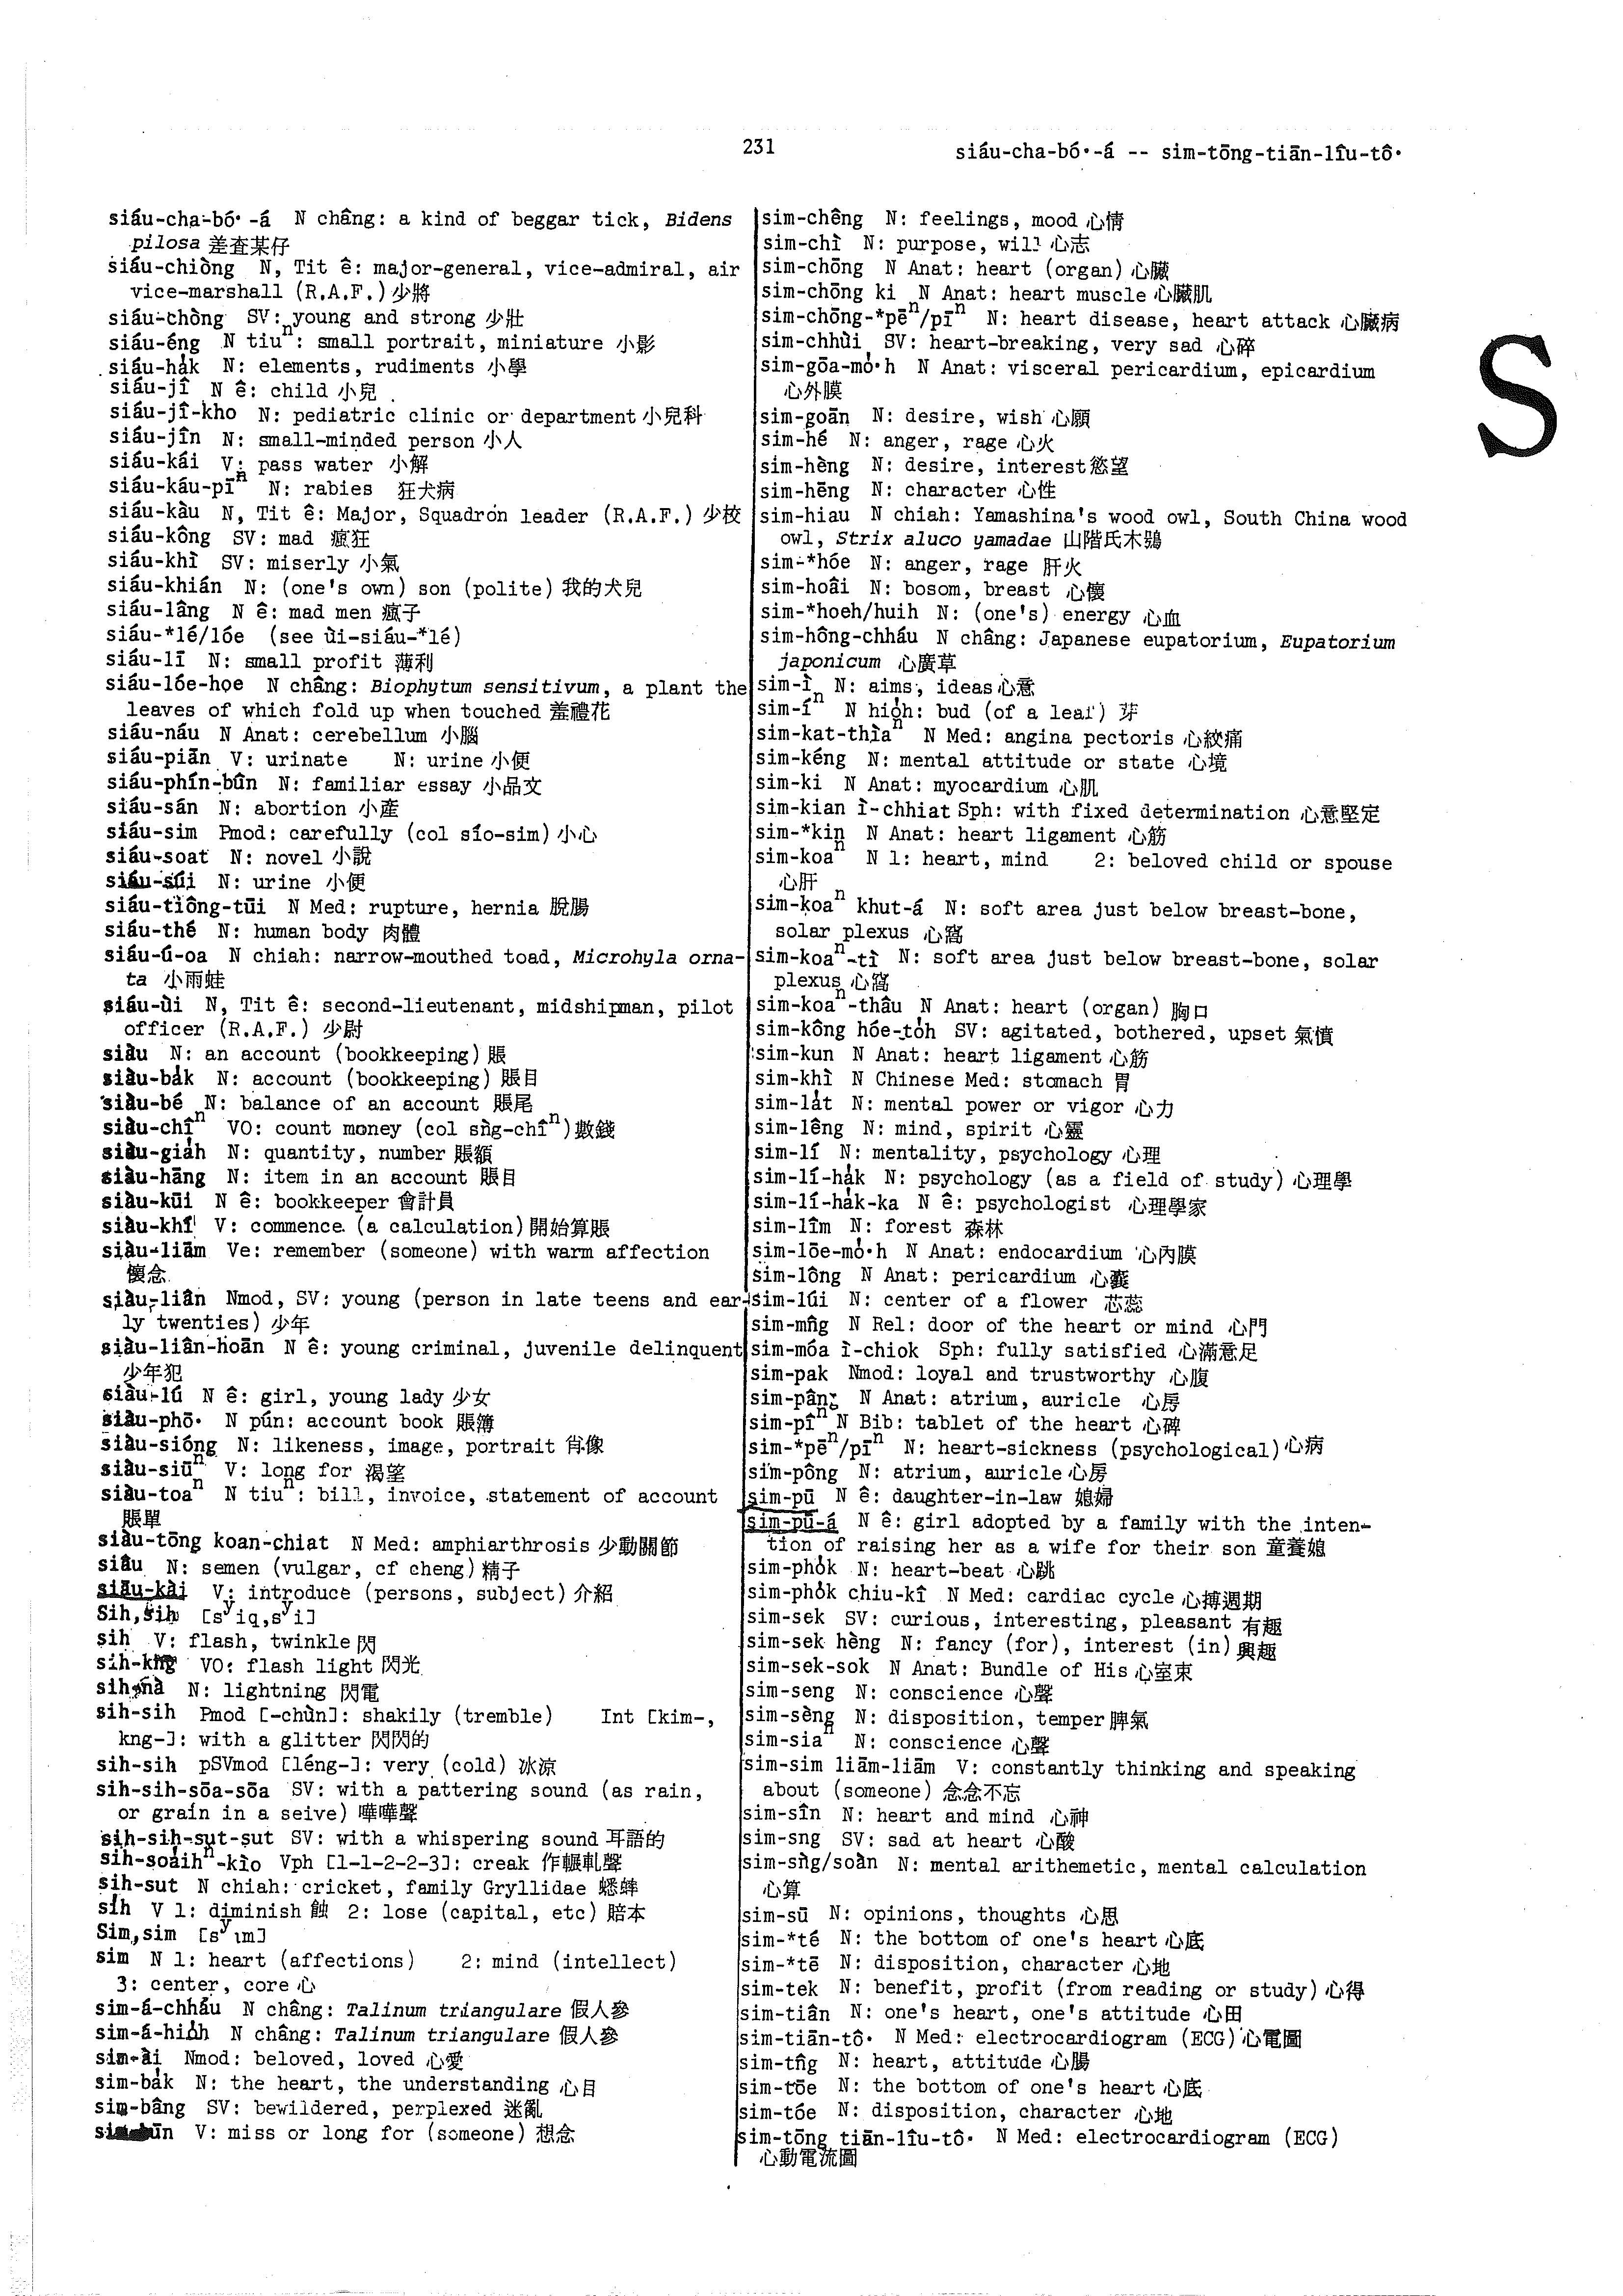 231
siáu-cha-bó·-á -- sim-tōng-tiān-lîu-tô·
S
siáu-cha-bó·-á N châng: a kind of beggar tick, Bidens
pilosa 差查某仔
siáu-chiòng N, Tit ê: major-general, vice-admiral, air
vice-marshall (R.A.F.) 少將
siáu-chòng SV: young and strong 少壯
siáu-éng N tiuⁿ: small portrait, miniature 小影
siáu-ha̍k N: elements, rudiments 小學
siáu-jî N ê: child 小兒
siáu-jî-kho N: pediatric clinic or department 小兒科
siáu-jîn N: small-minded person 小人
siáu-kái V: pass water 小解
siáu-káu-pīⁿ N: rabies 狂犬病
siáu-kàu N, Tit ê: Major, Squadron leader (R.A.F.) 少校
siáu-kông SV: mad 瘋狂
siáu-khì SV: miserly 小氣
siáu-khián N: (one's own) son (polite) 我的犬兒
siáu-lâng N ê: mad men 瘋子
siáu-*lé/lóe (see ùi-siáu-*lé)
siáu-lī N: small profit 薄利
siáu-lóe-hoe N châng: Biophytum sensitivum, a plant the
leaves of which fold up when touched 羞禮花
siáu-náu N Anat: cerebellum 小腦
siáu-piān V: urinate N: urine 小便
siáu-phín-bûn N: familiar essay 小品文
siáu-sán N: abortion 小產
siáu-sim Pmod: carefully (col sío-sim) 小心
siáu-soat N: novel 小說
siáu-súi N: urine 小便
siáu-tiông-tūi N Med: rupture, hernia 脫腸
siáu-thé N: human body 肉體
siáu-ú-oa N chiah: narrow-mouthed toad, Microhyla orna-
ta 小雨蛙
siáu-ùi N, Tit ê: second-lieutenant, midshipman, pilot
officer (R.A.F.) 少尉
siàu N: an account (bookkeeping) 賬
siàu-ba̍k N: account (bookkeeping) 賬目
siàu-bé N: balance of an account 賬尾
siàu-chîⁿ VO: count money (col sǹg-chîⁿ) 數錢
siàu-gia̍h N: quantity, number 賬額
siàu-hāng N: item in an account 賬目
siàu-kūi N ê: bookkeeper 會計員
siàu-khí V: commence (a calculation) 開始算賬
siàu-liām Ve: remember (someone) with warm affection
懷念
siàu-liân Nmod, SV: young (person in late teens and ear-
ly twenties) 少年
siàu-liân-hoān N ê: young criminal, juvenile delinquent
少年犯
siàu-lú N ê: girl, young lady 少女
siàu-phō· N pún: account book 賬簿
siàu-sióng N: likeness, image, portrait 肖像
siàu-siūⁿ V: long for 渴望
siàu-toaⁿ N tiuⁿ: bill, invoice, statement of account
賬單
siàu-tōng koan-chiat N Med: amphiarthrosis 少動關節
siâu N: semen (vulgar, cf cheng) 精子
siāu-kài V: introduce (persons, subject) 介紹
Sih, sih [sʸiq,sʸi]
sih V: flash, twinkle 閃
sih-kng VO: flash light 閃光
sih-nà N: lightning 閃電
sih-sih Pmod [-chùn]: shakily (tremble) Int [kim-,
kng-]: with a glitter 閃閃的
sih-sih pSVmod [léng-]: very (cold) 冰涼
sih-sih-sōa-sōa SV: with a pattering sound (as rain,
or grain in a seive) 嘩嘩聲
sih-sih-sut-sut SV: with a whispering sound 耳語的
sih-soa̍ihⁿ-kìo Vph [1-1-2-2-3]: creak 作輾軋聲
sih-sut N chiah: cricket, family Gryllidae 蟋蟀
si̍h V 1: diminish 蝕 2: lose (capital, etc) 賠本
Sim, sim [sʸım]
sim N 1: heart (affections) 2: mind (intellect)
3: center, core 心
sim-á-chháu N châng: Talinum triangulare 假人參
sim-á-hia̍h N châng: Talinum triangulare 假人參
sim-ài Nmod: beloved, loved 心愛
sim-ba̍k N: the heart, the understanding 心目
sim-bâng SV: bewildered, perplexed 迷亂
V: miss or long for (someone) 想念
sim-chêng N: feelings, mood 心情
sim-chì N: purpose, will 心志
sim-chōng N Anat: heart (organ) 心臟
sim-chōng ki N Anat: heart muscle 心臟肌
sim-chōng-*pēⁿ/pīⁿ N: heart disease, heart attack 心臟病
sim-chhùi SV: heart-breaking, very sad 心碎
sim-gōa-mo̍·h N Anat: visceral pericardium, epicardium
心外膜
sim-goān N: desire, wish 心願
sim-hé N: anger, rage 心火
sim-hèng N: desire, interest 慾望
sim-hēng N: character 心性
sim-hiau N chiah: Yamashina's wood owl, South China wood
owl, Strix aluco yamadae 山階氏木鴞
sim-*hóe N: anger, rage 肝火
sim-hoâi N: bosom, breast 心懷
sim-*hoeh/huih N: (one's) energy 心血
sim-hông-chháu N châng: Japanese eupatorium, Eupatorium
japonicum 心廣草
sim-ì N: aims, ideas 心意
sim-íⁿ N hio̍h: bud (of a leaf) 芽
sim-kat-thìaⁿ N Med: angina pectoris 心絞痛
sim-kéng N: mental attitude or state 心境
sim-ki N Anat: myocardium 心肌
sim-kian ì-chhiat Sph: with fixed determination 心意堅定
sim-*kin N Anat: heart ligament 心筋
sim-koaⁿ N 1: heart, mind 2: beloved child or spouse
心肝
sim-koaⁿ khut-á N: soft area just below breast-bone,
solar plexus 心窩
sim-koaⁿ-tì N: soft area just below breast-bone, solar
plexus 心窩
sim-koaⁿ-thâu N Anat: heart (organ) 胸口
sim-kông hóe-to̍h SV: agitated, bothered, upset 氣憤
sim-kun N Anat: heart ligament 心筋
sim-khì N Chinese Med: stomach 胃
sim-la̍t N: mental power or vigor 心力
sim-lêng N: mind, spirit 心靈
sim-lí N: mentality, psychology 心理
sim-lí-ha̍k N: psychology (as a field of study) 心理學
sim-lí-ha̍k-ka N ê: psychologist 心理學家
sim-lîm N: forest 森林
sim-lōe-mo̍·h N Anat: endocardium 心內膜
sim-lông N Anat: pericardium 心囊
sim-lúi N: center of a flower 芯蕊
sim-mn̂g N Rel: door of the heart or mind 心門
sim-móa ì-chiok Sph: fully satisfied 心滿意足
sim-pak Nmod: loyal and trustworthy 心腹
sim-pâng N Anat: atrium, auricle 心房
sim-pîⁿ N Bib: tablet of the heart 心碑
sim-*pēⁿ/pīⁿ N: heart-sickness (psychological) 心病
sim-pông N: atrium, auricle 心房
sim-pū N ê: daughter-in-law 媳婦
sim-pū-á N ê: girl adopted by a family with the inten-
tion of raising her as a wife for their son 童養媳
sim-pho̍k N: heart-beat 心跳
sim-pho̍k chiu-kî N Med: cardiac cycle 心搏週期
sim-sek SV: curious, interesting, pleasant 有趣
sim-sek hèng N: fancy (for), interest (in) 興趣
sim-sek-sok N Anat: Bundle of His 心室束
sim-seng N: conscience 心聲
sim-sèng N: disposition, temper 脾氣
sim-siaⁿ N: conscience 心聲
sim-sim liām-liām V: constantly thinking and speaking
about (someone) 念念不忘
sim-sîn N: heart and mind 心神
sim-sng SV: sad at heart 心酸
sim-sǹg/soàn N: mental arithemetic, mental calculation
心算
sim-sū N: opinions, thoughts 心思
sim-*té N: the bottom of one's heart 心底
sim-*tē N: disposition, character 心地
sim-tek N: benefit, profit (from reading or study) 心得
sim-tiân N: one's heart, one's attitude 心田
sim-tiān-tô· N Med: electrocardiogram (ECG) 心電圖
sim-tn̂g N: heart, attitude 心腸
sim-tōe N: the bottom of one's heart 心底
sim-tóe N: disposition, character 心地
sim-tōng tiān-lîu-tô· N Med: electrocardiogram (ECG)
心動電流圖